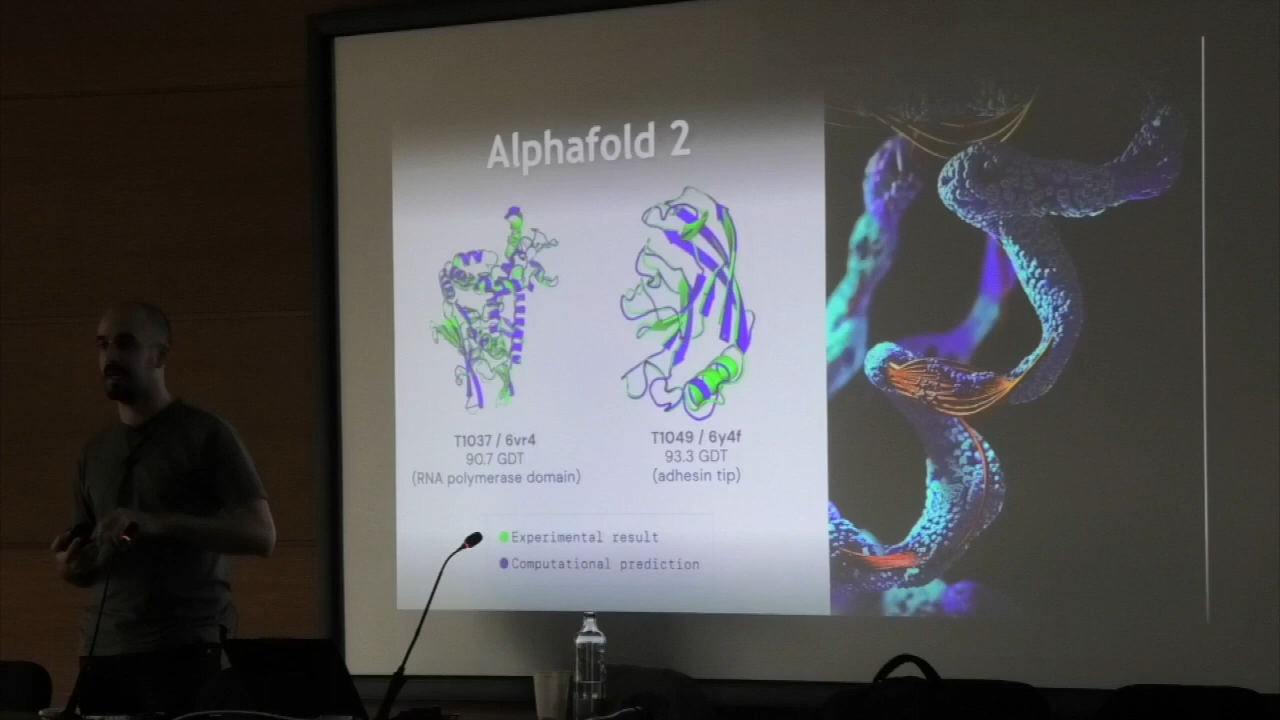 Alphafold 2
T1037 / 6vr4
90.7 GDT
(RNA polymerase domain)
T1049 / 6y4f
93.3 GDT
(adhesin tip)
Experimental result
Computational prediction